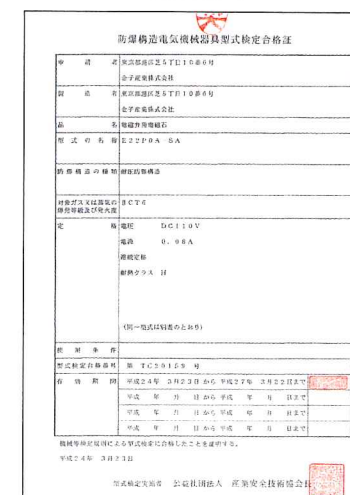 防爆構造電気機械器具型式検定合格証
申請者 東京都港区芝5丁目10番6号
金子産業株式会社
製造者 東京都港区芝5丁目10番6号
金子産業株式会社
品名 電磁弁用電磁石
型式の名称 E22P0A-SA
防爆構造の種類 耐圧防爆構造
対象ガス又は蒸気の
爆発等級及び発火度 3CT6
定格 電圧 DC110V
電流 0.08A
連続定格
耐熱クラス H
(同一型式は別書のとおり)
使用条件
型式検定合格番号 第 TC20159 号
有効期間 平成24年 3月23日 から 平成27年 3月22日まで
平成 年 月 日 から 平成 年 月 日まで
平成 年 月 日 から 平成 年 月 日まで
平成 年 月 日 から 平成 年 月 日まで
機械等検定規則による型式検定に合格したことを証明する。
平成24年 3月23日
型式検定実施者 公益社団法人 産業安全技術協会長